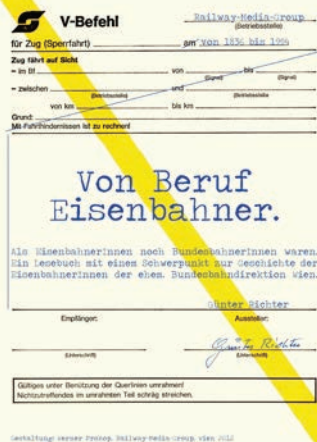 V-Befehl
Railway-Media-Group
(Betriebsstelle)
für Zug (Sperrfahrt) am von 1836 bis 1994
Zug fährt auf Sicht
– im Bf von bis
(Signal) (Signal)
– zwischen und
(Betriebsstelle) (Betriebsstelle)
von km bis km
Grund:
Mit Fahrthindernissen ist zu rechnen!
Von Beruf
Eisenbahner.
Als EisenbahnerInnen noch BundesbahnerInnen waren.
Ein Lesebuch mit einem Schwerpunkt zur Geschichte der
EisenbahnerInnen der ehem. Bundesbahndirektion Wien.
Günter Richter
Empfänger: Aussteller:
Günter Richter
(Unterschrift) (Unterschrift)
Gültiges unter Benützung der Querlinien umrahmen!
Nichtzutreffendes im umrahmten Teil schräg streichen.
Gestaltung: Werner Prokop, Railway-Media-Group, Wien 2012